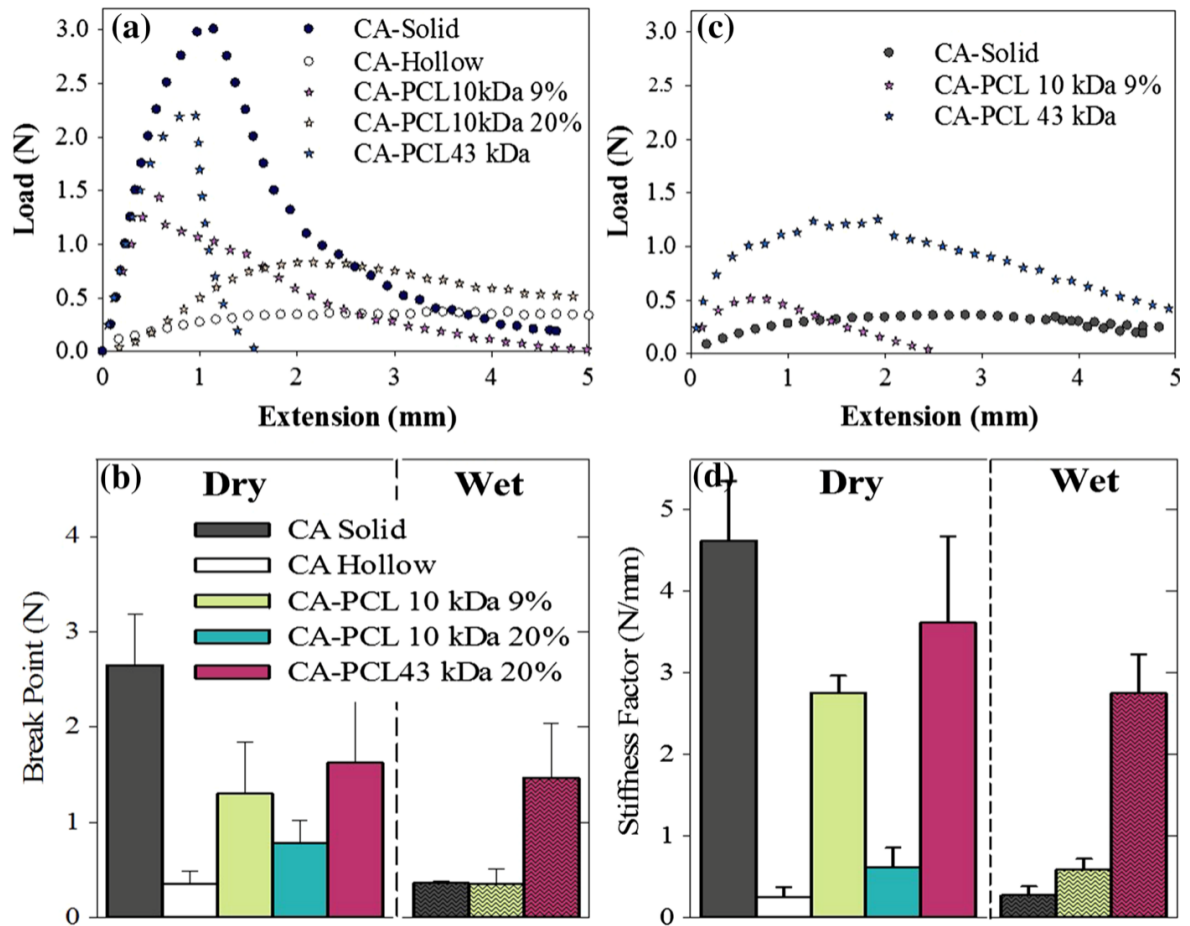 (a)
3.0
2.5
2.0
1.5
1.0
0.5
0.0
Load (N)
CA-Solid
CA-Hollow
CA-PCL10kDa 9%
CA-PCL10kDa 20%
CA-PCL43 kDa
0 1 2 3 4 5
Extension (mm)
(c)
3.0
2.5
2.0
1.5
1.0
0.5
0.0
Load (N)
CA-Solid
CA-PCL 10 kDa 9%
CA-PCL 43 kDa
0 1 2 3 4 5
Extension (mm)
(b)
Dry Wet
4
3
2
1
0
Break Point (N)
CA Solid
CA Hollow
CA-PCL 10 kDa 9%
CA-PCL 10 kDa 20%
CA-PCL43 kDa 20%
(d)
Dry Wet
5
4
3
2
1
0
Stiffness Factor (N/mm)